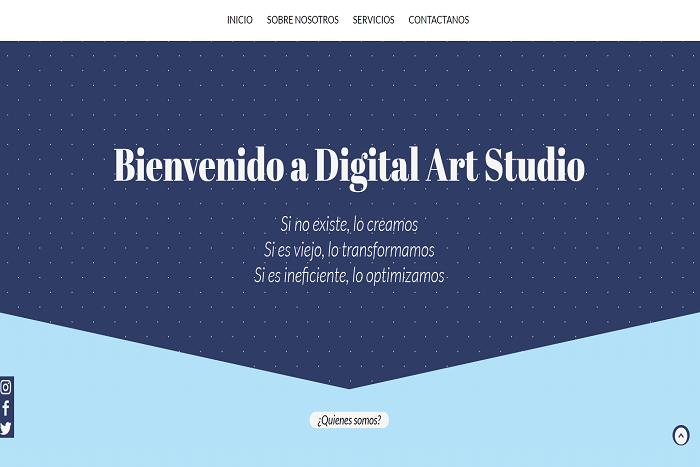 INICIO SOBRE NOSOTROS SERVICIOS CONTACTANOS
Bienvenido a Digital Art Studio
Si no existe, lo creamos
Si es viejo, lo transformamos
Si es ineficiente, lo optimizamos
¿Quienes somos?